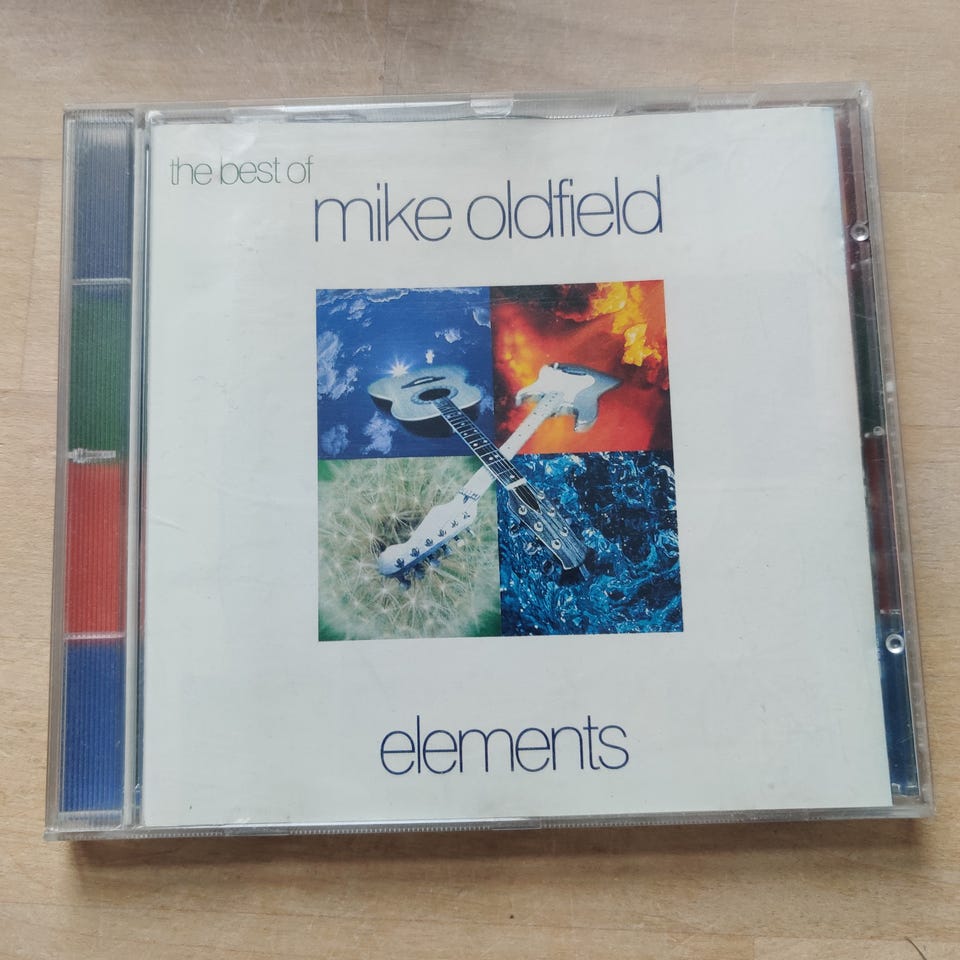 the best of
mike oldfield
elements